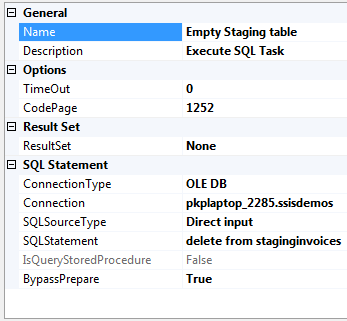 General
Name Empty Staging table
Description Execute SQL Task
Options
TimeOut 0
CodePage 1252
Result Set
ResultSet None
SQL Statement
ConnectionType OLE DB
Connection pkplaptop_2285.ssisdemos
SQLSourceType Direct input
SQLStatement delete from staginginvoices
IsQueryStoredProcedure False
BypassPrepare True